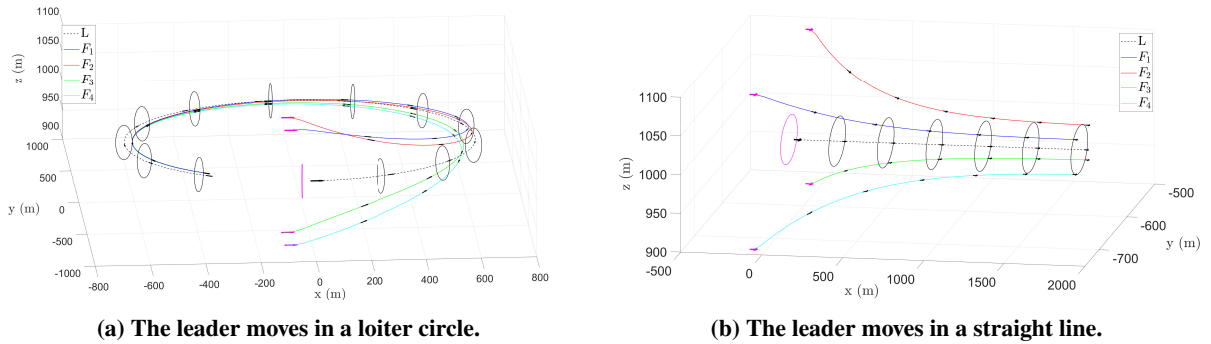 1100
L
F1
F2
F3
F4
z (m)
1050
1000
950
900
1000
500
0
-500
-1000
y (m)
-800
-600
-400
-200
0
200
400
600
800
x (m)
(a) The leader moves in a loiter circle.
L
F1
F2
F3
F4
1100
1050
1000
950
900
z (m)
-500
0
500
1000
1500
2000
x (m)
-500
-600
-700
y (m)
(b) The leader moves in a straight line.